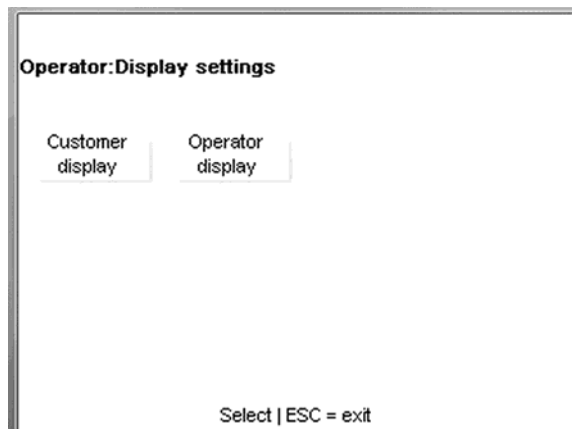 Operator:Display settings
Customer Operator
display display
Select | ESC = exit